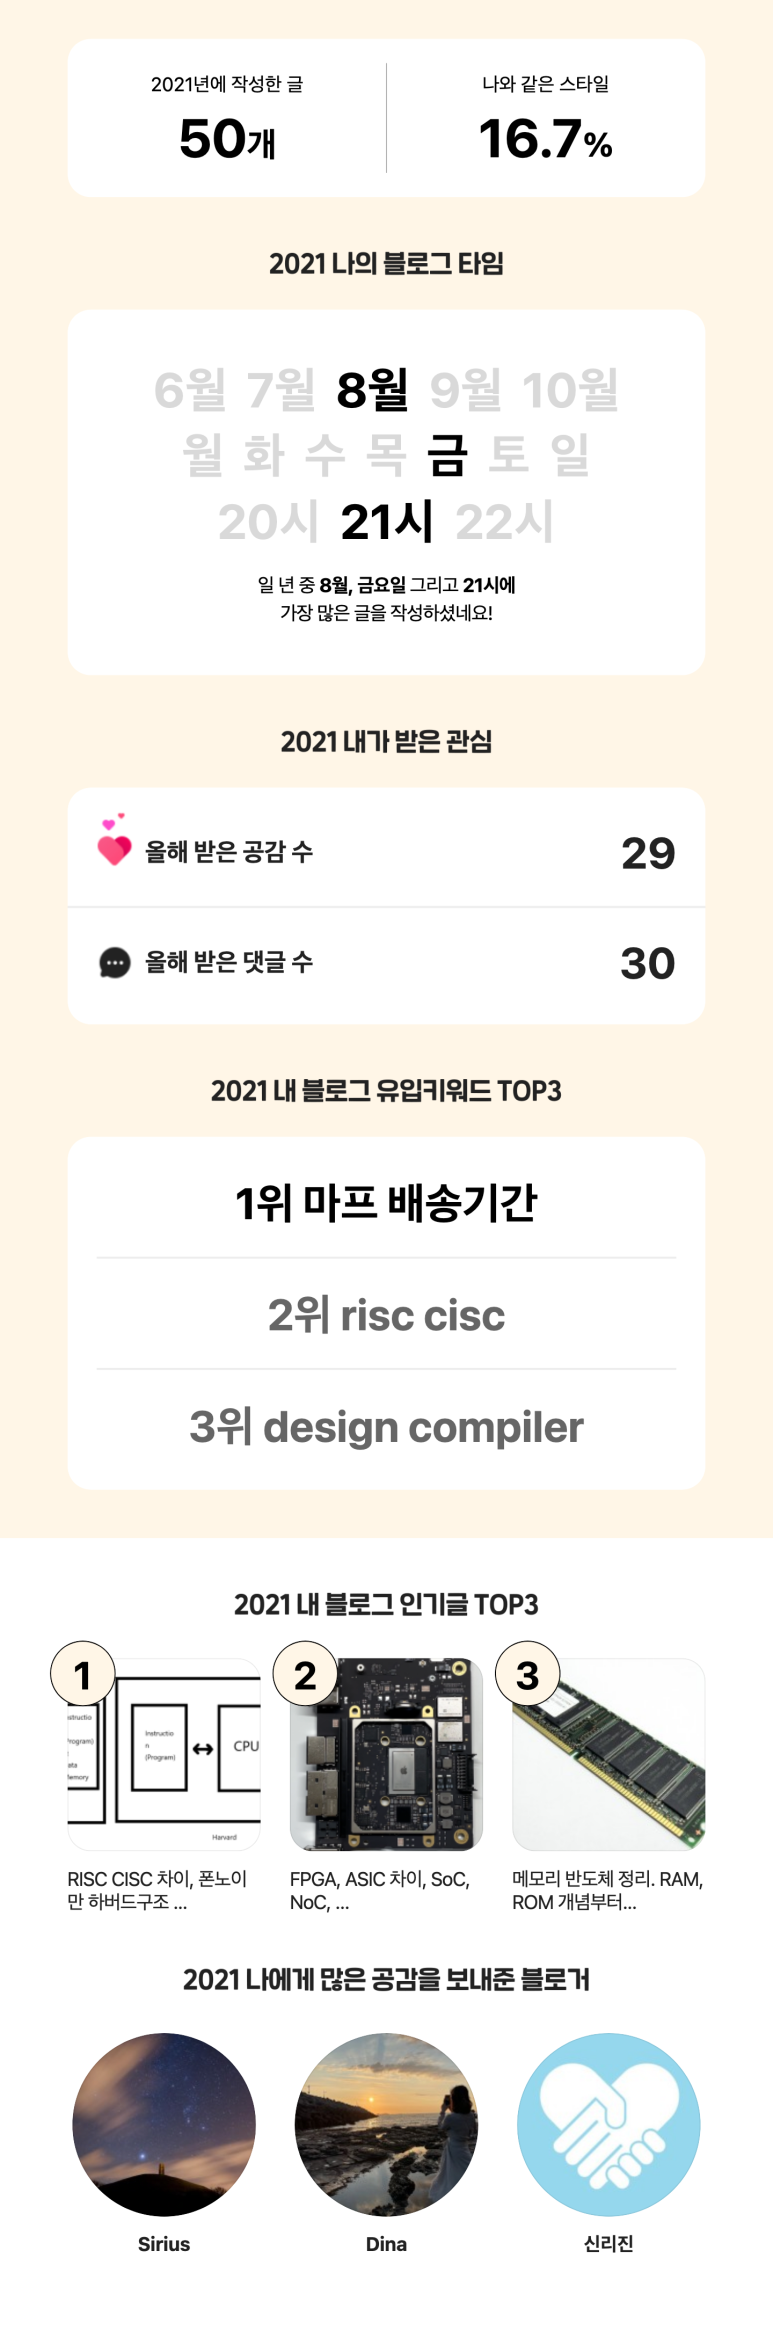 2021년에 작성한 글
50개
나와 같은 스타일
16.7%
2021 나의 블로그 타임
6월 7월 8월 9월 10월
월 화 수 목 금 토 일
20시 21시 22시
일 년 중 8월, 금요일 그리고 21시에
가장 많은 글을 작성하셨네요!
2021 내가 받은 관심
올해 받은 공감 수 29
올해 받은 댓글 수 30
2021 내 블로그 유입키워드 TOP3
1위 마프 배송기간
2위 risc cisc
3위 design compiler
2021 내 블로그 인기글 TOP3
1
structio
Program)
ata
emory
Instructio
n
(Program)
CPU
Harvard
RISC CISC 차이, 폰노이
만 하버드구조 ...
2
FPGA, ASIC 차이, SoC,
NoC, ...
3
메모리 반도체 정리. RAM,
ROM 개념부터...
2021 나에게 많은 공감을 보내준 블로거
Sirius
Dina
신리진